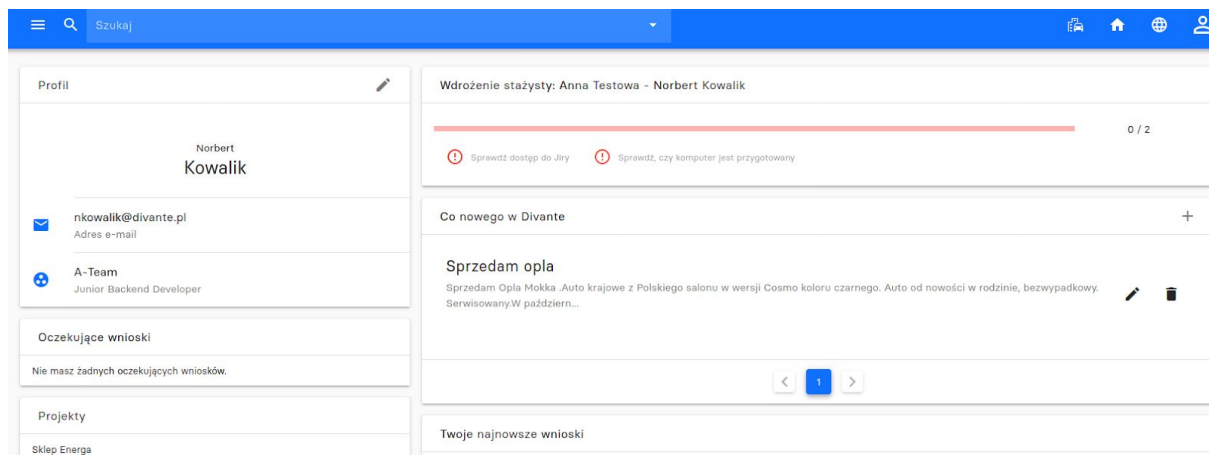 Szukaj
Profil
Norbert
Kowalik
nkowalik@divante.pl
Adres e-mail
A-Team
Junior Backend Developer
Oczekujące wnioski
Nie masz żadnych oczekujących wniosków.
Projekty
Sklep Energa
Wdrożenie stażysty: Anna Testowa - Norbert Kowalik
0 / 2
Sprawdź dostęp do Jiry
Sprawdź, czy komputer jest przygotowany
Co nowego w Divante
Sprzedam opla
Sprzedam Opla Mokka .Auto krajowe z Polskiego salonu w wersji Cosmo koloru czarnego. Auto od nowości w rodzinie, bezwypadkowy.
Serwisowany.W październ...
1
Twoje najnowsze wnioski